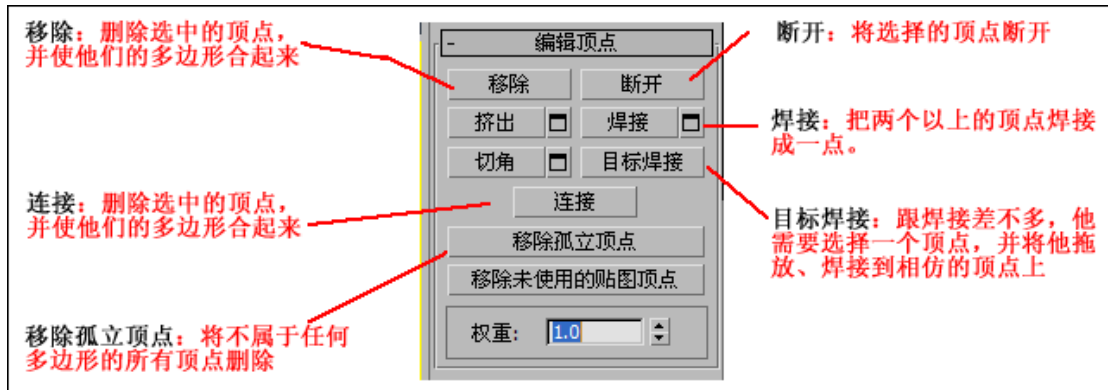 移除：删除选中的顶点，
并使他们的多边形合起来
连接：删除选中的顶点，
并使他们的多边形合起来
移除孤立顶点：将不属于任何
多边形的所有顶点删除
- 编辑顶点
移除 断开
挤出 焊接
切角 目标焊接
连接
移除孤立顶点
移除未使用的贴图顶点
权重: 1.0
断开：将选择的顶点断开
焊接：把两个以上的顶点焊接
成一点。
目标焊接：跟焊接差不多，他
需要选择一个顶点，并将他拖
放、焊接到相仿的顶点上